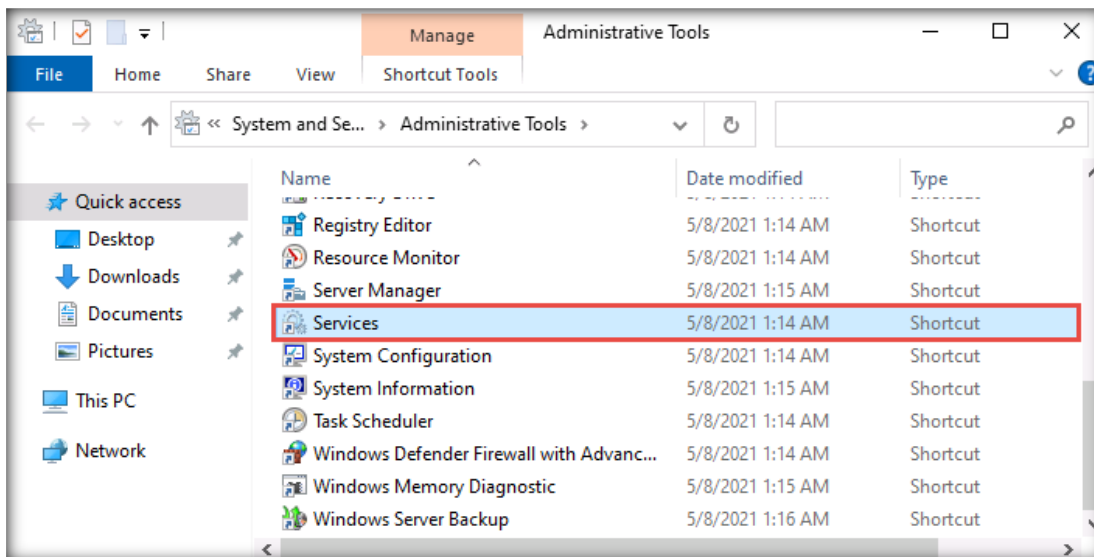 Manage Administrative Tools
File Home Share View Shortcut Tools
« System and Se... › Administrative Tools ›
Name Date modified Type
Quick access
Desktop
Downloads
Documents
Pictures
This PC
Network
Registry Editor 5/8/2021 1:14 AM Shortcut
Resource Monitor 5/8/2021 1:14 AM Shortcut
Server Manager 5/8/2021 1:15 AM Shortcut
Services 5/8/2021 1:14 AM Shortcut
System Configuration 5/8/2021 1:14 AM Shortcut
System Information 5/8/2021 1:15 AM Shortcut
Task Scheduler 5/8/2021 1:14 AM Shortcut
Windows Defender Firewall with Advanc... 5/8/2021 1:14 AM Shortcut
Windows Memory Diagnostic 5/8/2021 1:15 AM Shortcut
Windows Server Backup 5/8/2021 1:16 AM Shortcut